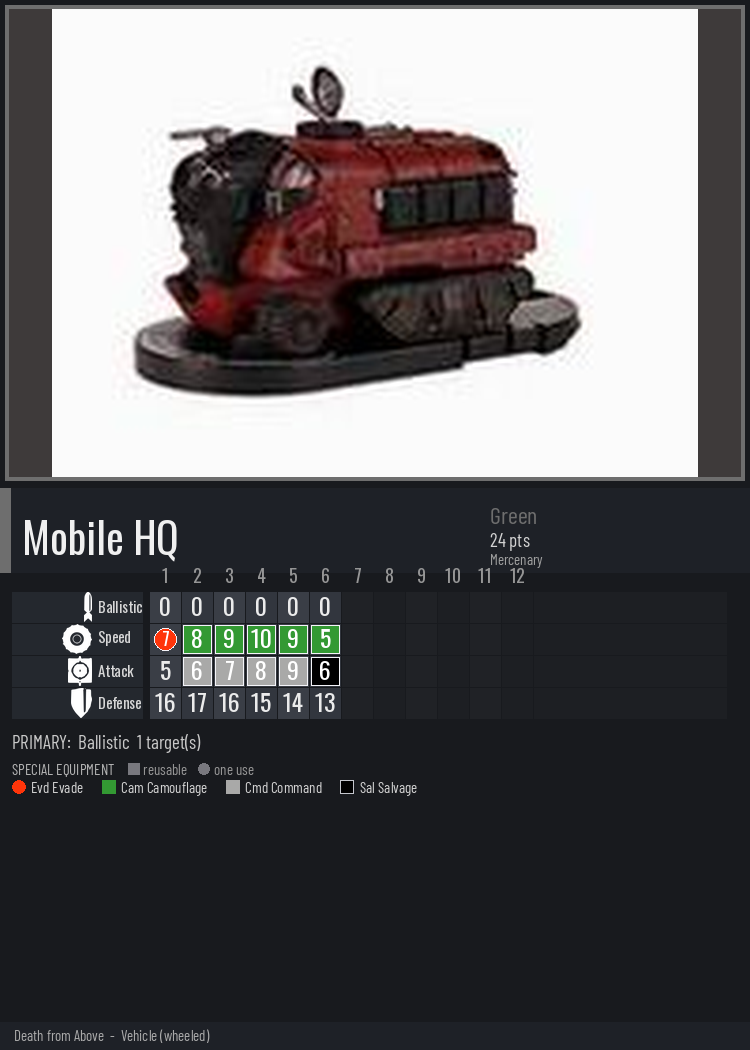 Mobile HQ
Green
24 pts
Mercenary
1 2 3 4 5 6 7 8 9 10 11 12
Ballistic 0 0 0 0 0 0
Speed 7 8 9 10 9 5
Attack 5 6 7 8 9 6
Defense 16 17 16 15 14 13
PRIMARY: Ballistic 1 target(s)
SPECIAL EQUIPMENT reusable one use
Evd Evade Cam Camouflage Cmd Command Sal Salvage
Death from Above - Vehicle (wheeled)